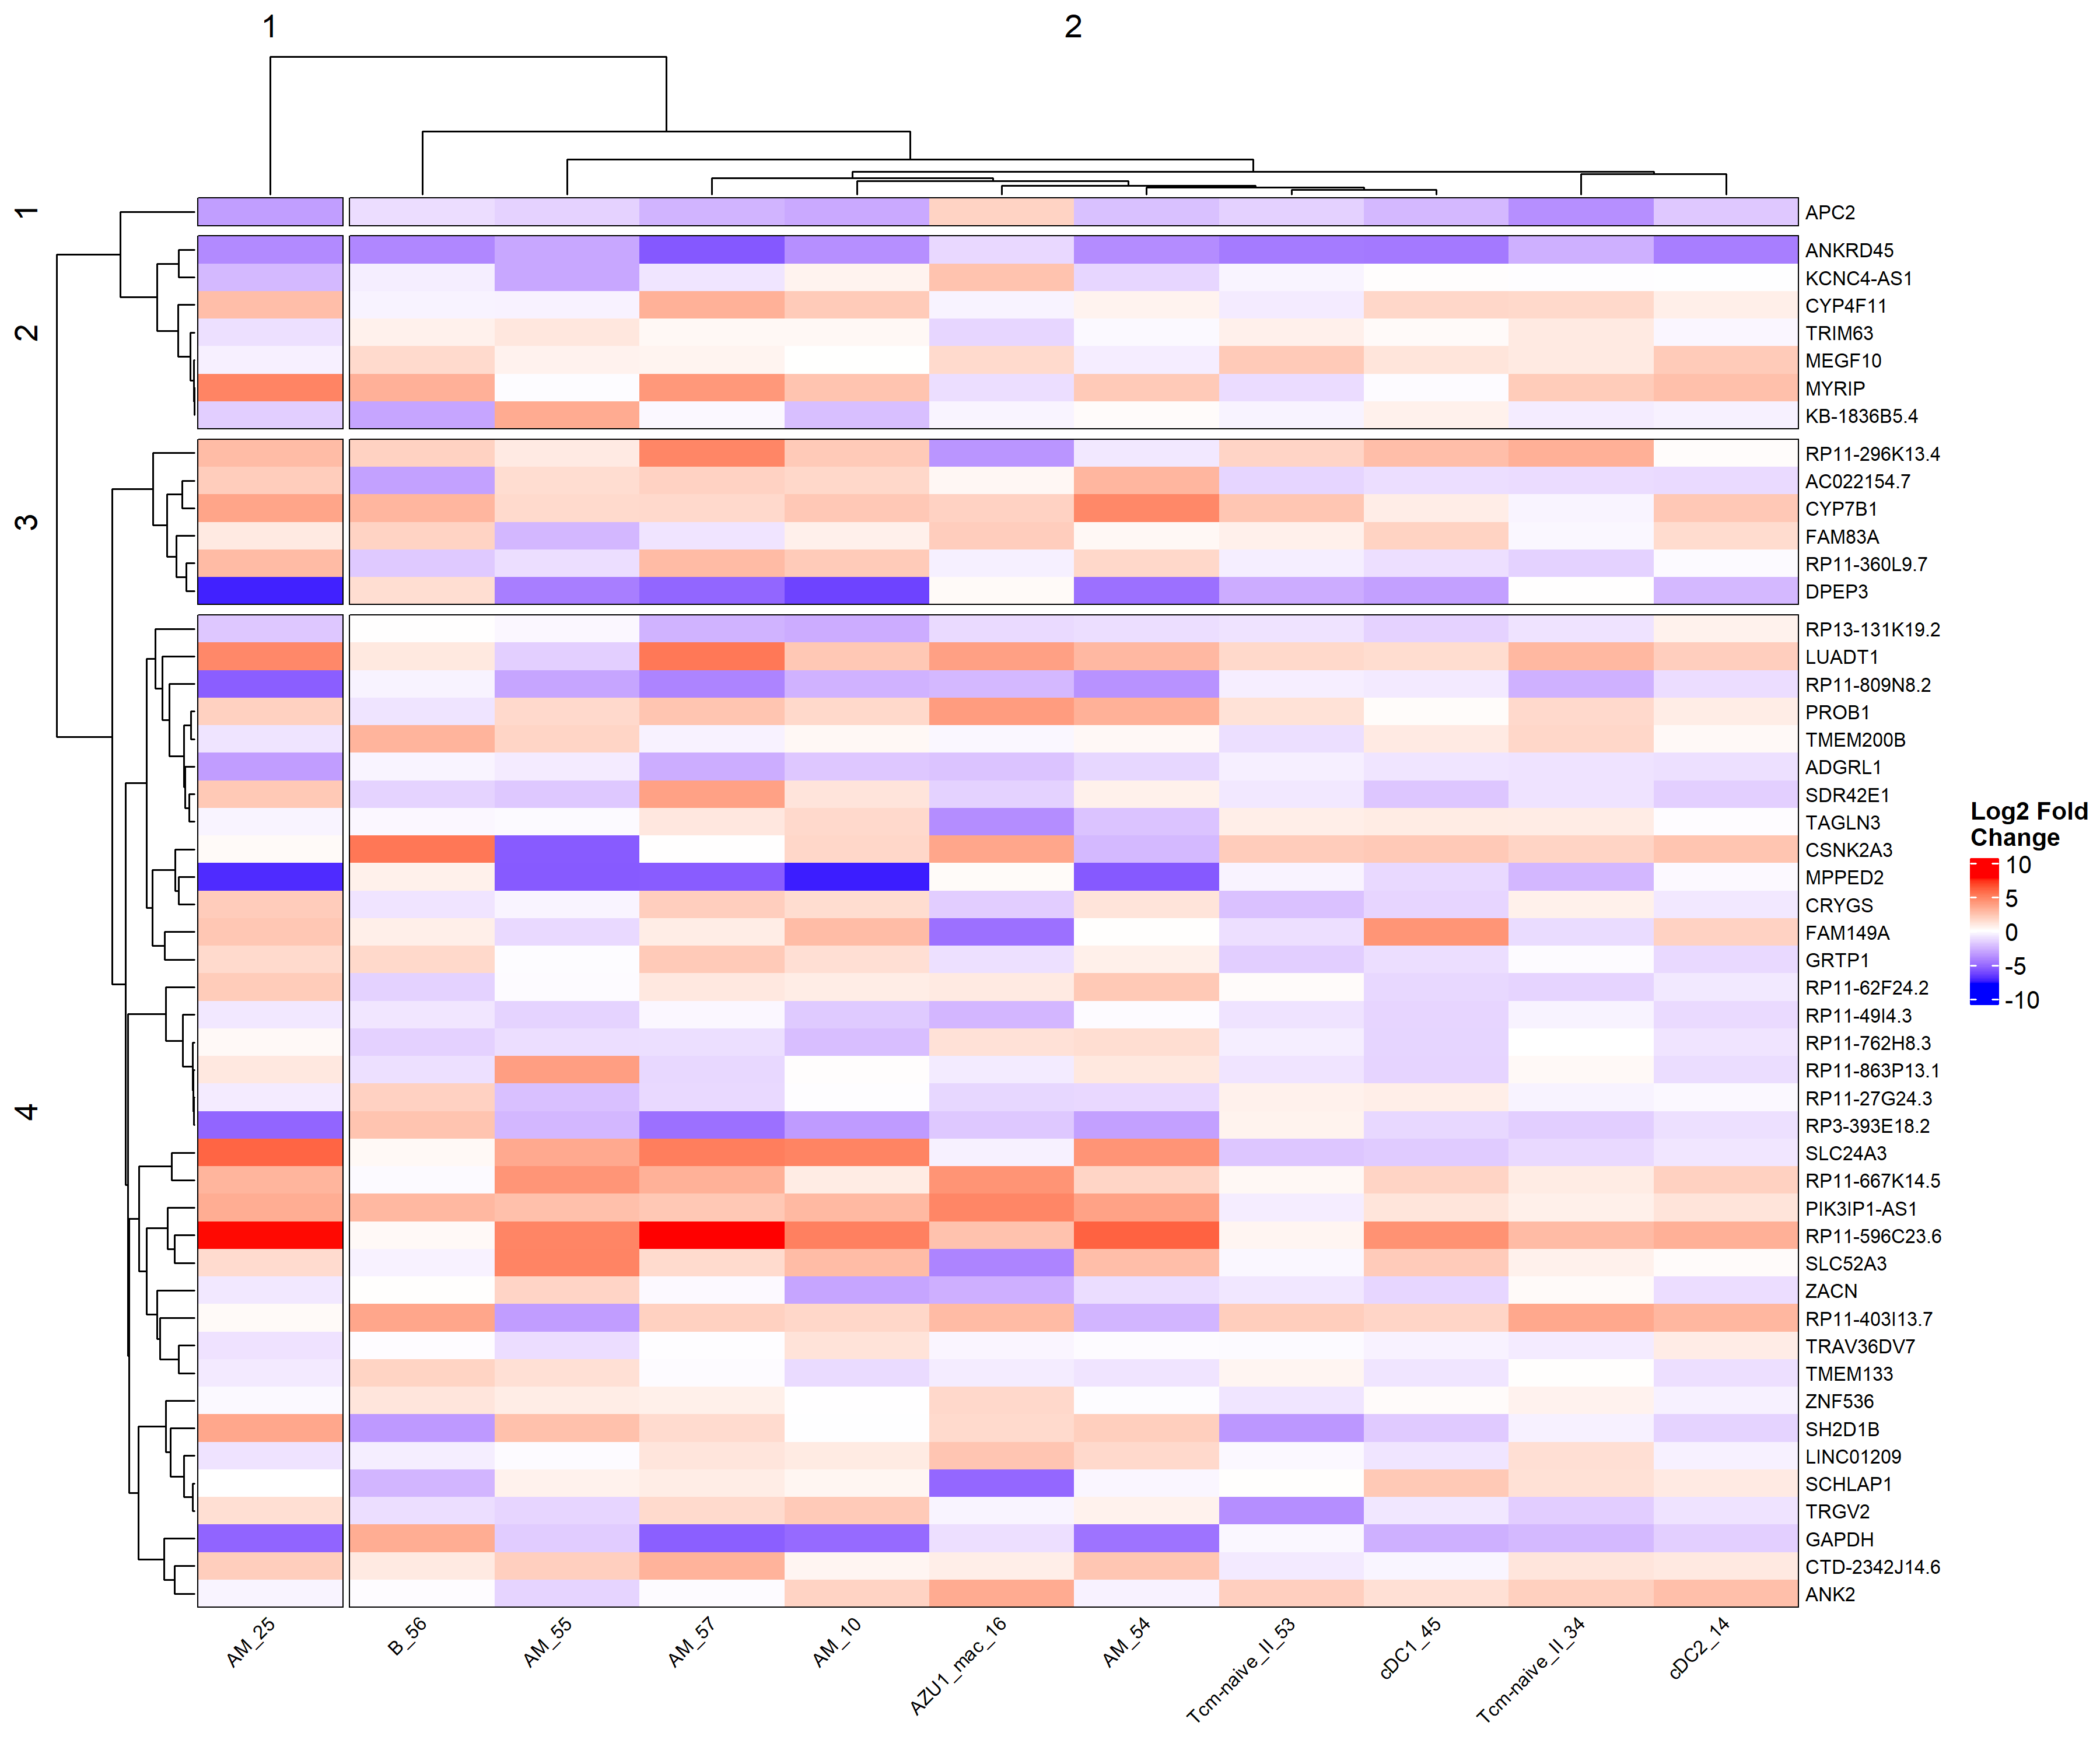 1
2
1
2
3
4
APC2
ANKRD45
KCNC4-AS1
CYP4F11
TRIM63
MEGF10
MYRIP
KB-1836B5.4
RP11-296K13.4
AC022154.7
CYP7B1
FAM83A
RP11-360L9.7
DPEP3
RP13-131K19.2
LUADT1
RP11-809N8.2
PROB1
TMEM200B
ADGRL1
SDR42E1
TAGLN3
CSNK2A3
MPPED2
CRYGS
FAM149A
GRTP1
RP11-62F24.2
RP11-49I4.3
RP11-762H8.3
RP11-863P13.1
RP11-27G24.3
RP3-393E18.2
SLC24A3
RP11-667K14.5
PIK3IP1-AS1
RP11-596C23.6
SLC52A3
ZACN
RP11-403I13.7
TRAV36DV7
TMEM133
ZNF536
SH2D1B
LINC01209
SCHLAP1
TRGV2
GAPDH
CTD-2342J14.6
ANK2
AM_25
B_56
AM_55
AM_57
AM_10
AZU1_mac_16
AM_54
Tcm-naive_II_53
cDC1_45
Tcm-naive_II_34
cDC2_14
Log2 Fold
Change
10
5
0
-5
-10